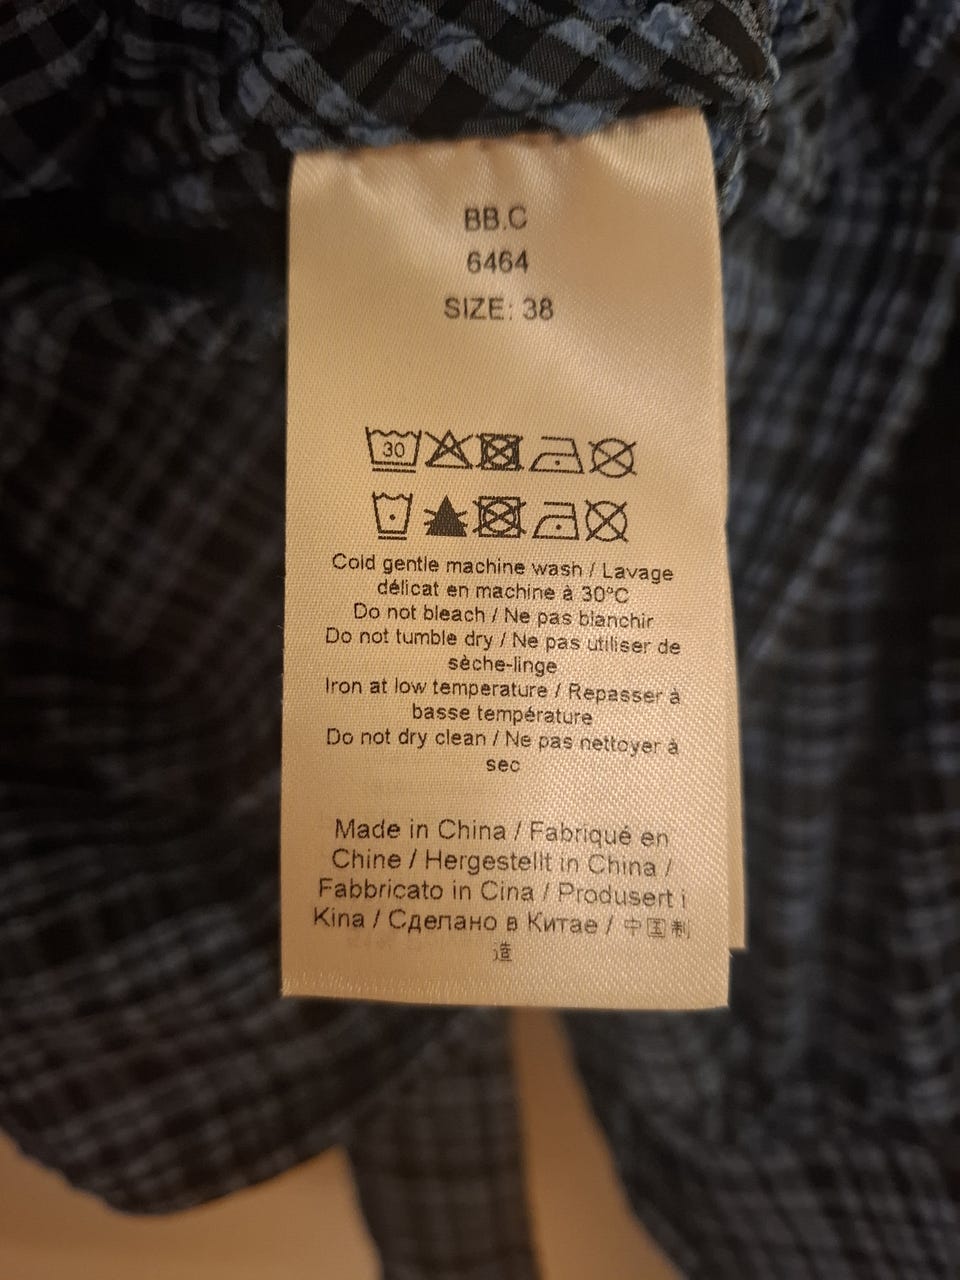 BB.C
6464
SIZE: 38
30
Cold gentle machine wash / Lavage
délicat en machine à 30°C
Do not bleach / Ne pas blanchir
Do not tumble dry / Ne pas utiliser de
sèche-linge
Iron at low temperature / Repasser à
basse température
Do not dry clean / Ne pas nettoyer à
sec
Made in China / Fabriqué en
Chine / Hergestellt in China /
Fabbricato in Cina / Produsert i
Kina / Сделано в Китае / 中国制
造